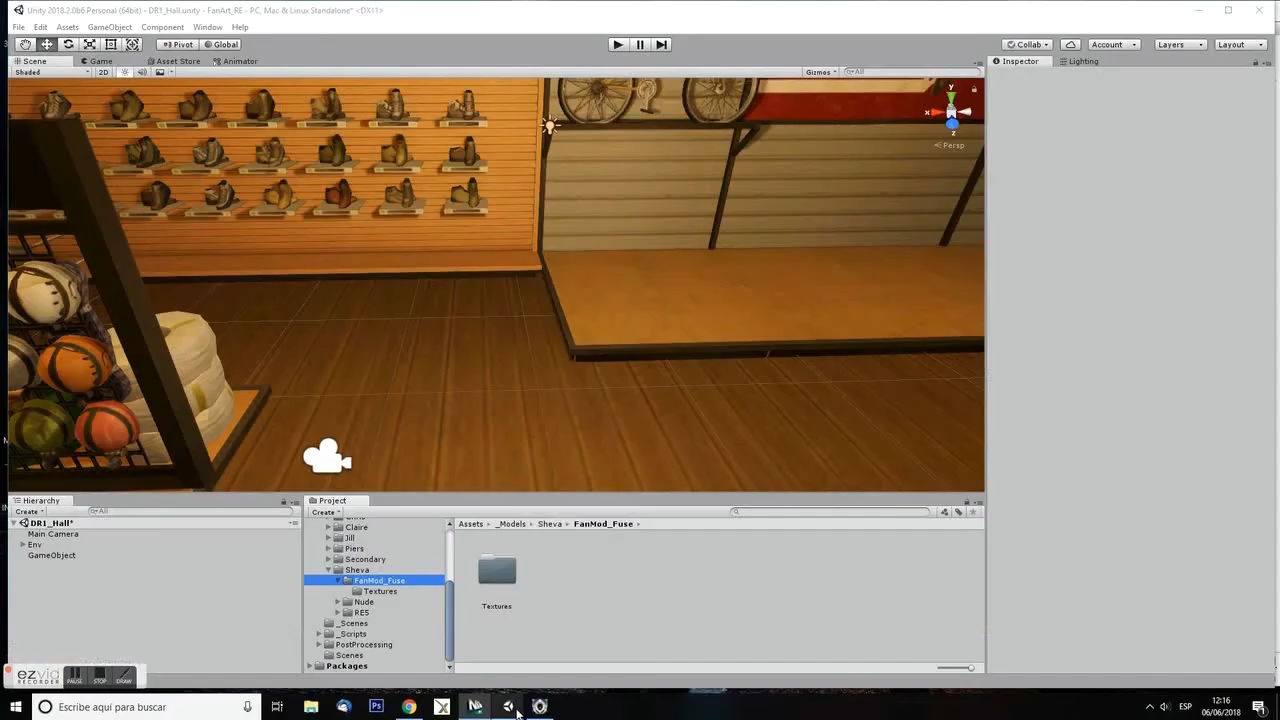 Unity 2018.2.0b6 Personal (64bit) - DR1_Hall.unity - FanArt_RE - PC, Mac & Linux Standalone* <DX11>
File Edit Assets GameObject Component Window Help
Pivot Global Collab Account Layers Layout
Scene Game Asset Store Animator Inspector Lighting
Shaded 2D Gizmos All
y
x
z
Persp
Hierarchy Project
Create All Create
DR1_Hall*
Main Camera
Env
GameObject
Claire
Jill
Piers
Secondary
Sheva
FanMod_Fuse
Textures
Nude
RE5
_Scenes
_Scripts
PostProcessing
Scenes
Packages
Assets _Models Sheva FanMod_Fuse
Textures
ezvid
RECORDER
PAUSE STOP DRAW
Escribe aquí para buscar
Ps
ESP
12:16
06/06/2018
1